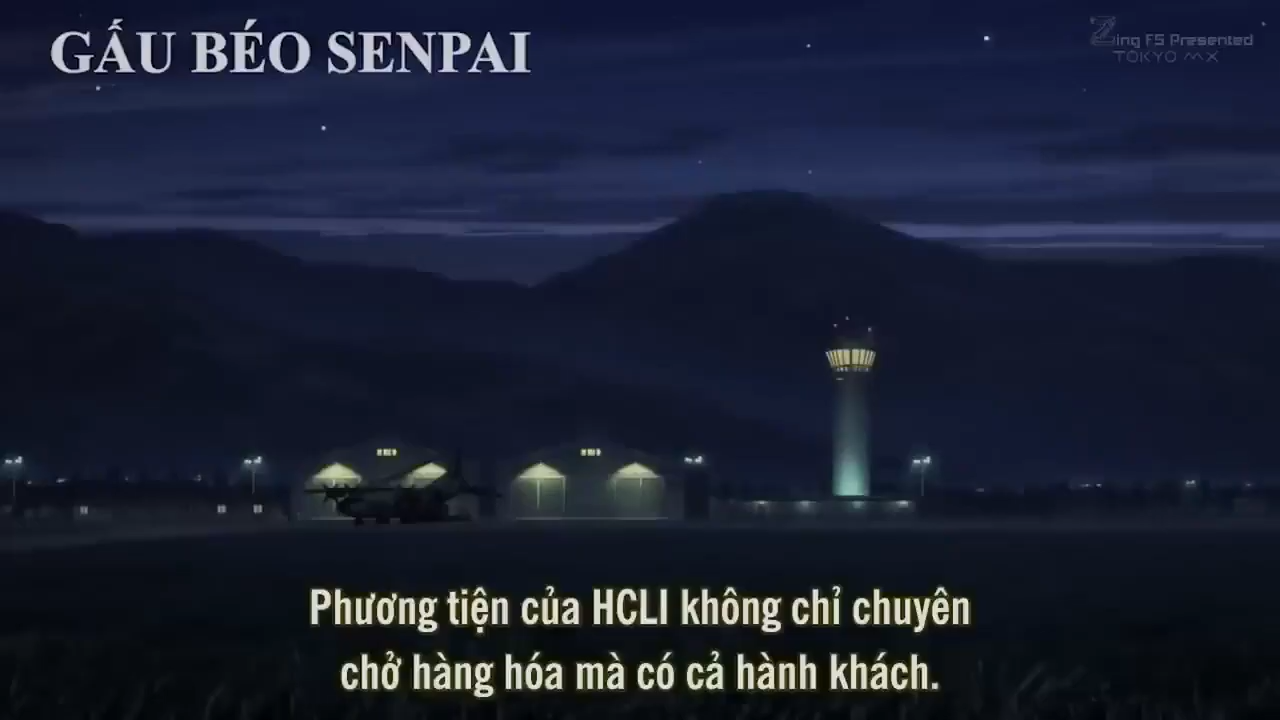 GẤU BÉO SENPAI
Zing FS Presented
TOKYO MX
Phương tiện của HCLI không chỉ chuyên
chở hàng hóa mà có cả hành khách.